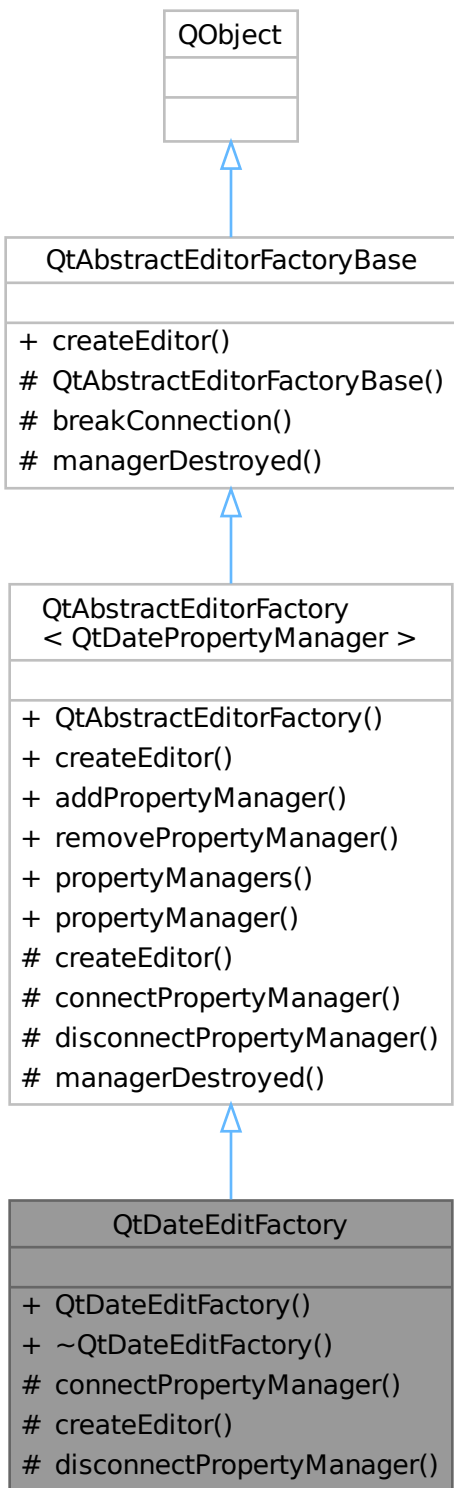 QObject
QtAbstractEditorFactoryBase
+ createEditor()
# QtAbstractEditorFactoryBase()
# breakConnection()
# managerDestroyed()
QtAbstractEditorFactory
< QtDatePropertyManager >
+ QtAbstractEditorFactory()
+ createEditor()
+ addPropertyManager()
+ removePropertyManager()
+ propertyManagers()
+ propertyManager()
# createEditor()
# connectPropertyManager()
# disconnectPropertyManager()
# managerDestroyed()
QtDateEditFactory
+ QtDateEditFactory()
+ ~QtDateEditFactory()
# connectPropertyManager()
# createEditor()
# disconnectPropertyManager()